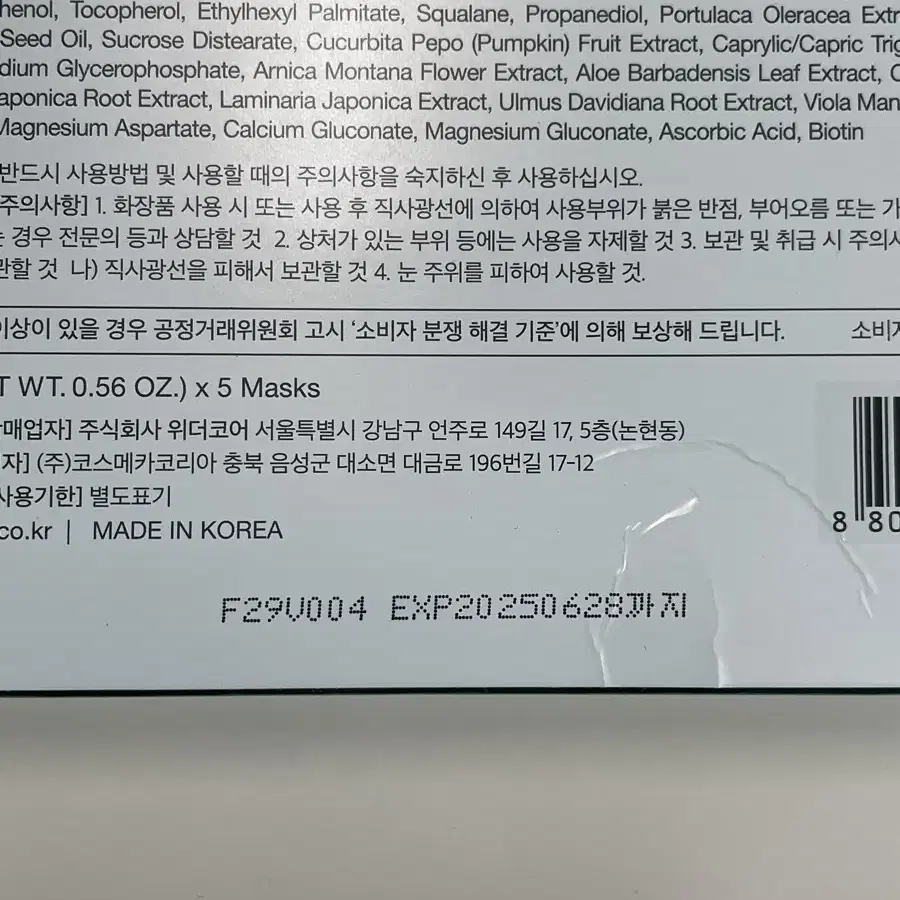 Tocopherol, Ethylhexyl Palmitate, Squalane, Propanediol, Portulaca Oleracea
Seed Oil, Sucrose Distearate, Cucurbita Pepo (Pumpkin) Fruit Extract, Caprylic/Capric
Glycerophosphate, Arnica Montana Flower Extract, Aloe Barbadensis Leaf Extract,
Root Extract, Laminaria Japonica Extract, Ulmus Davidiana Root Extract, Viola
Magnesium Aspartate, Calcium Gluconate, Magnesium Gluconate, Ascorbic Acid, Biotin
반드시 사용방법 및 사용할 때의 주의사항을 숙지하신 후 사용하십시오.
주의사항] 1. 화장품 사용 시 또는 사용 후 직사광선에 의하여 사용부위가 붉은 반점, 부어오름 또는
경우 전문의 등과 상담할 것 2. 상처가 있는 부위 등에는 사용을 자제할 것 3. 보관 및 취급 시
것 나) 직사광선을 피해서 보관할 것 4. 눈 주위를 피하여 사용할 것.
이상이 있을 경우 공정거래위원회 고시 '소비자 분쟁 해결 기준'에 의해 보상해 드립니다. 소비자
WT. 0.56 OZ.) x 5 Masks
매업자] 주식회사 위더코어 서울특별시 강남구 언주로 149길 17, 5층(논현동)
자] (주)코스메카코리아 충북 음성군 대소면 대금로 196번길 17-12
사용기한] 별도표기
co.kr | MADE IN KOREA
8 80
F29V004 EXP20250628까지